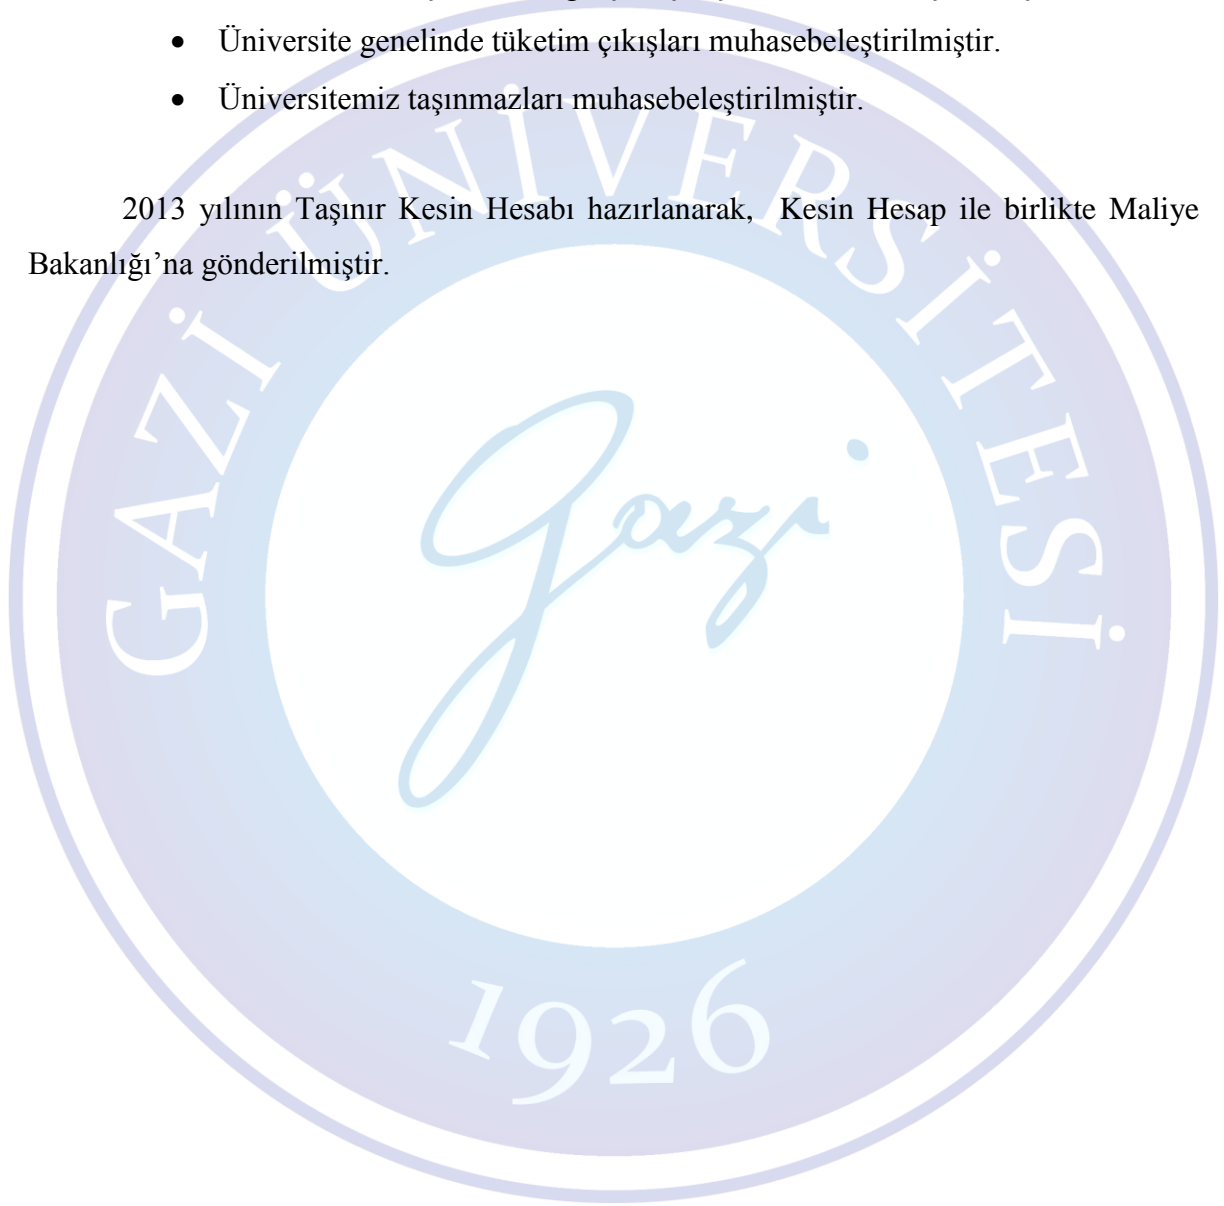 • Üniversite genelinde tüketim çıkışları muhasebeleştirilmiştir.
• Üniversitemiz taşınmazları muhasebeleştirilmiştir.
2013 yılının Taşınır Kesin Hesabı hazırlanarak, Kesin Hesap ile birlikte Maliye
Bakanlığı’na gönderilmiştir.
GAZİ ÜNİVERSİTESİ
gazi
1926